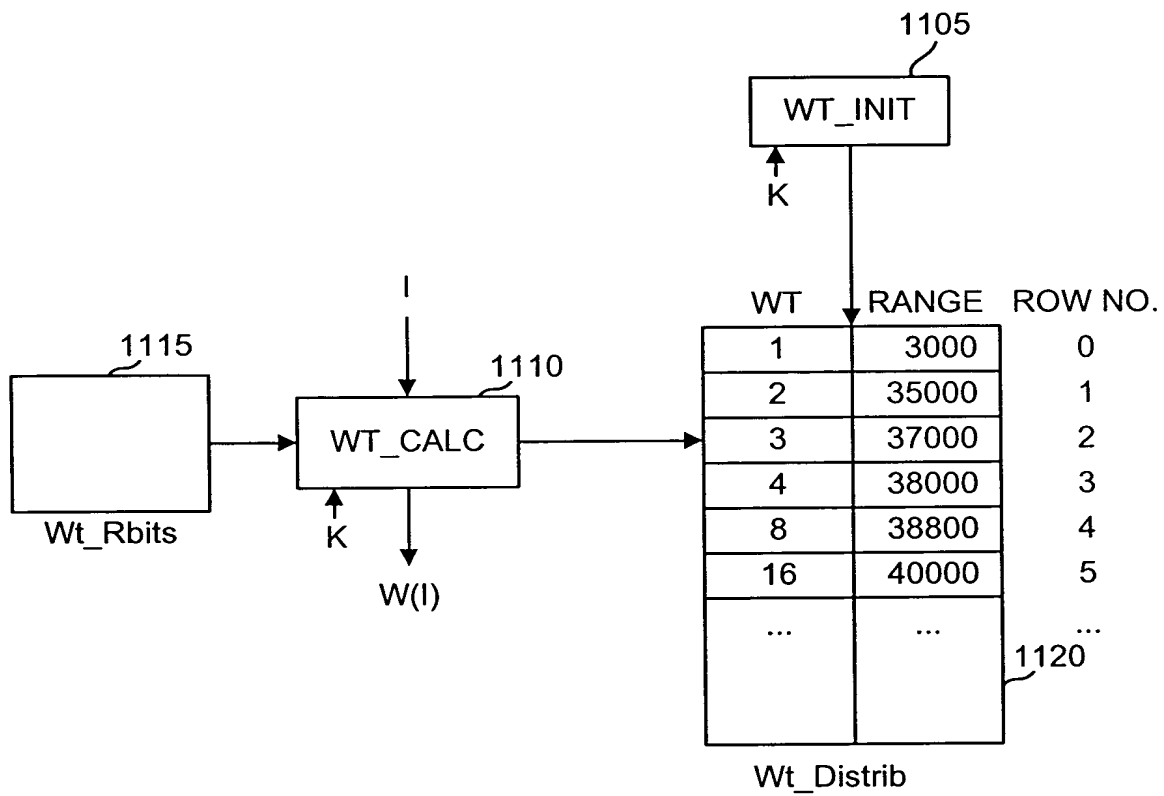 1105
WT_INIT
K
I
WT RANGE ROW NO.
1 3000 0
1115
1110
2 35000 1
WT_CALC
3 37000 2
4 38000 3
Wt_Rbits
K
8 38800 4
16 40000 5
W(I)
... ... ...
1120
Wt_Distrib